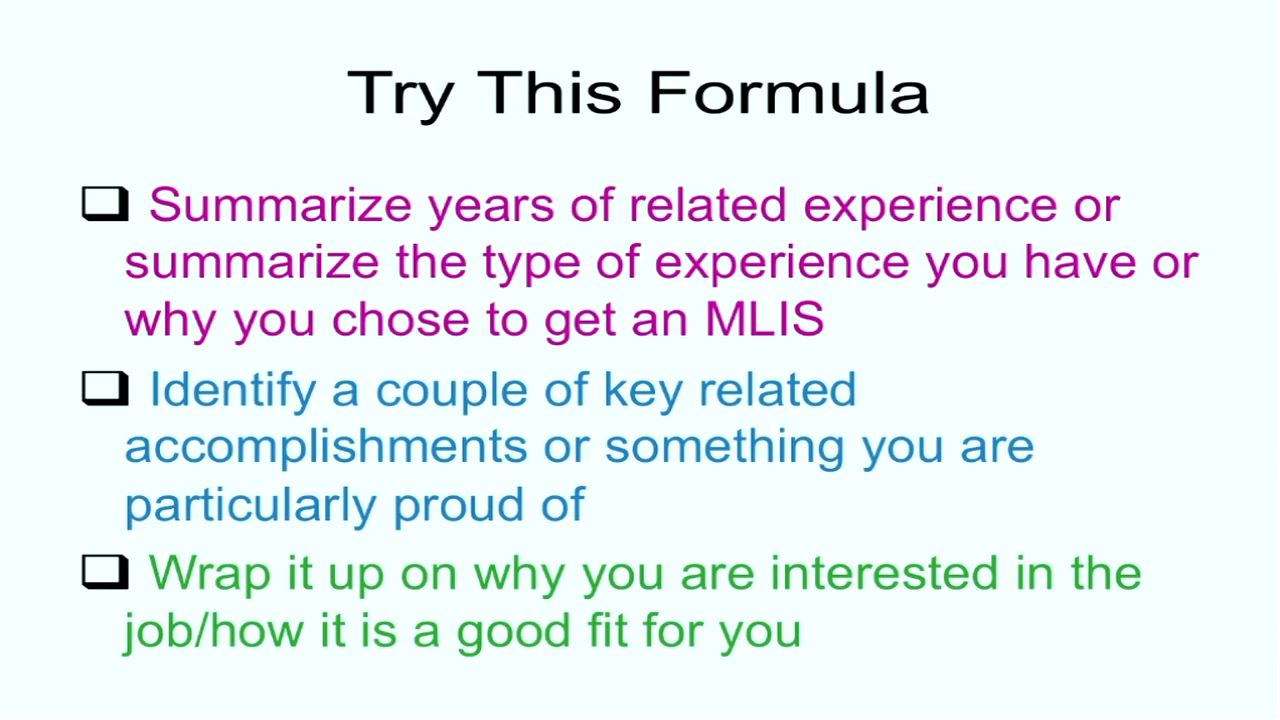 Try This Formula
Summarize years of related experience or
summarize the type of experience you have or
why you chose to get an MLIS
Identify a couple of key related
accomplishments or something you are
particularly proud of
Wrap it up on why you are interested in the
job/how it is a good fit for you